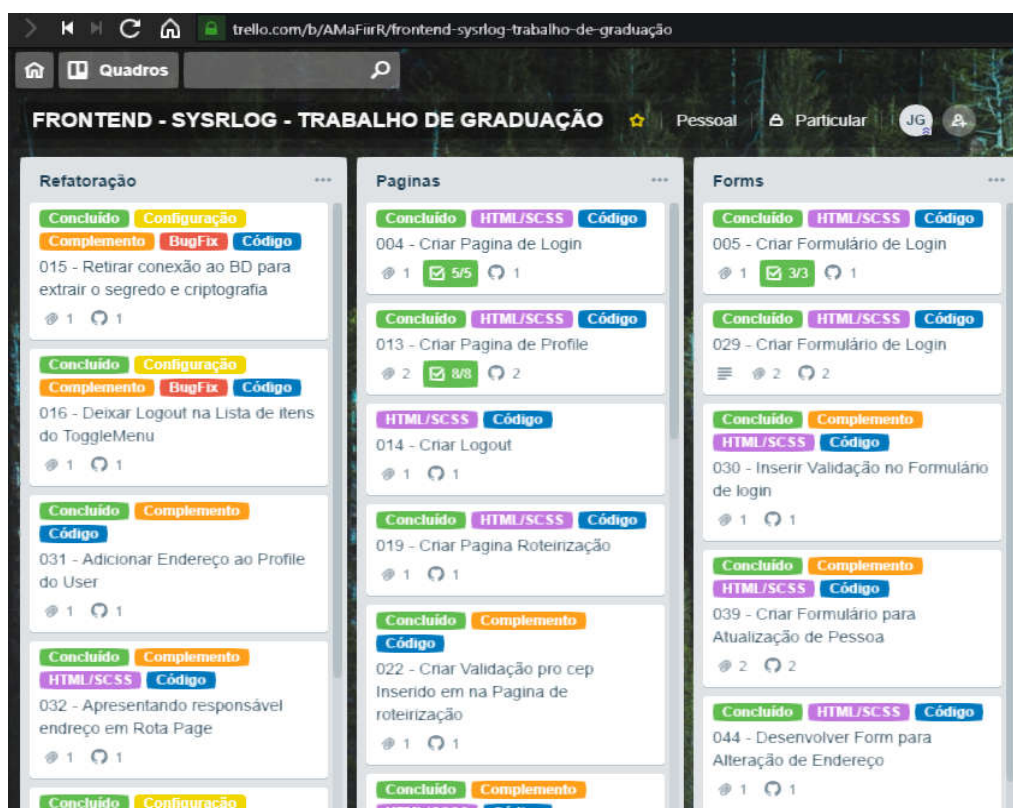 trello.com/b/AMaFiirR/frontend-sysrlog-trabalho-de-graduação
Quadros
FRONTEND - SYSRLOG - TRABALHO DE GRADUAÇÃO
Pessoal
Particular
JG
Refatoração
Concluído Configuração
Complemento BugFix Código
015 - Retirar conexão ao BD para
extrair o segredo e criptografia
1 1
Concluído Configuração
Complemento BugFix Código
016 - Deixar Logout na Lista de itens
do ToggleMenu
1 1
Concluído Complemento
Código
031 - Adicionar Endereço ao Profile
do User
1 1
Concluído Complemento
HTML/SCSS Código
032 - Apresentando responsável
endereço em Rota Page
1 1
Concluído Configuração
Paginas
Concluído HTML/SCSS Código
004 - Criar Pagina de Login
1 5/5 1
Concluído HTML/SCSS Código
013 - Criar Pagina de Profile
2 8/8 2
HTML/SCSS Código
014 - Criar Logout
1 1
Concluído HTML/SCSS Código
019 - Criar Pagina Roteirização
1 1
Concluído Complemento
Código
022 - Criar Validação pro cep
Inserido em na Pagina de
roteirização
1 1
Concluído Complemento
HTML/SCSS Código
Forms
Concluído HTML/SCSS Código
005 - Criar Formulário de Login
1 3/3 1
Concluído HTML/SCSS Código
029 - Criar Formulário de Login
2 2
Concluído Complemento
HTML/SCSS Código
030 - Inserir Validação no Formulário
de login
1 1
Concluído Complemento
HTML/SCSS Código
039 - Criar Formulário para
Atualização de Pessoa
2 2
Concluído HTML/SCSS Código
044 - Desenvolver Form para
Alteração de Endereço
1 1